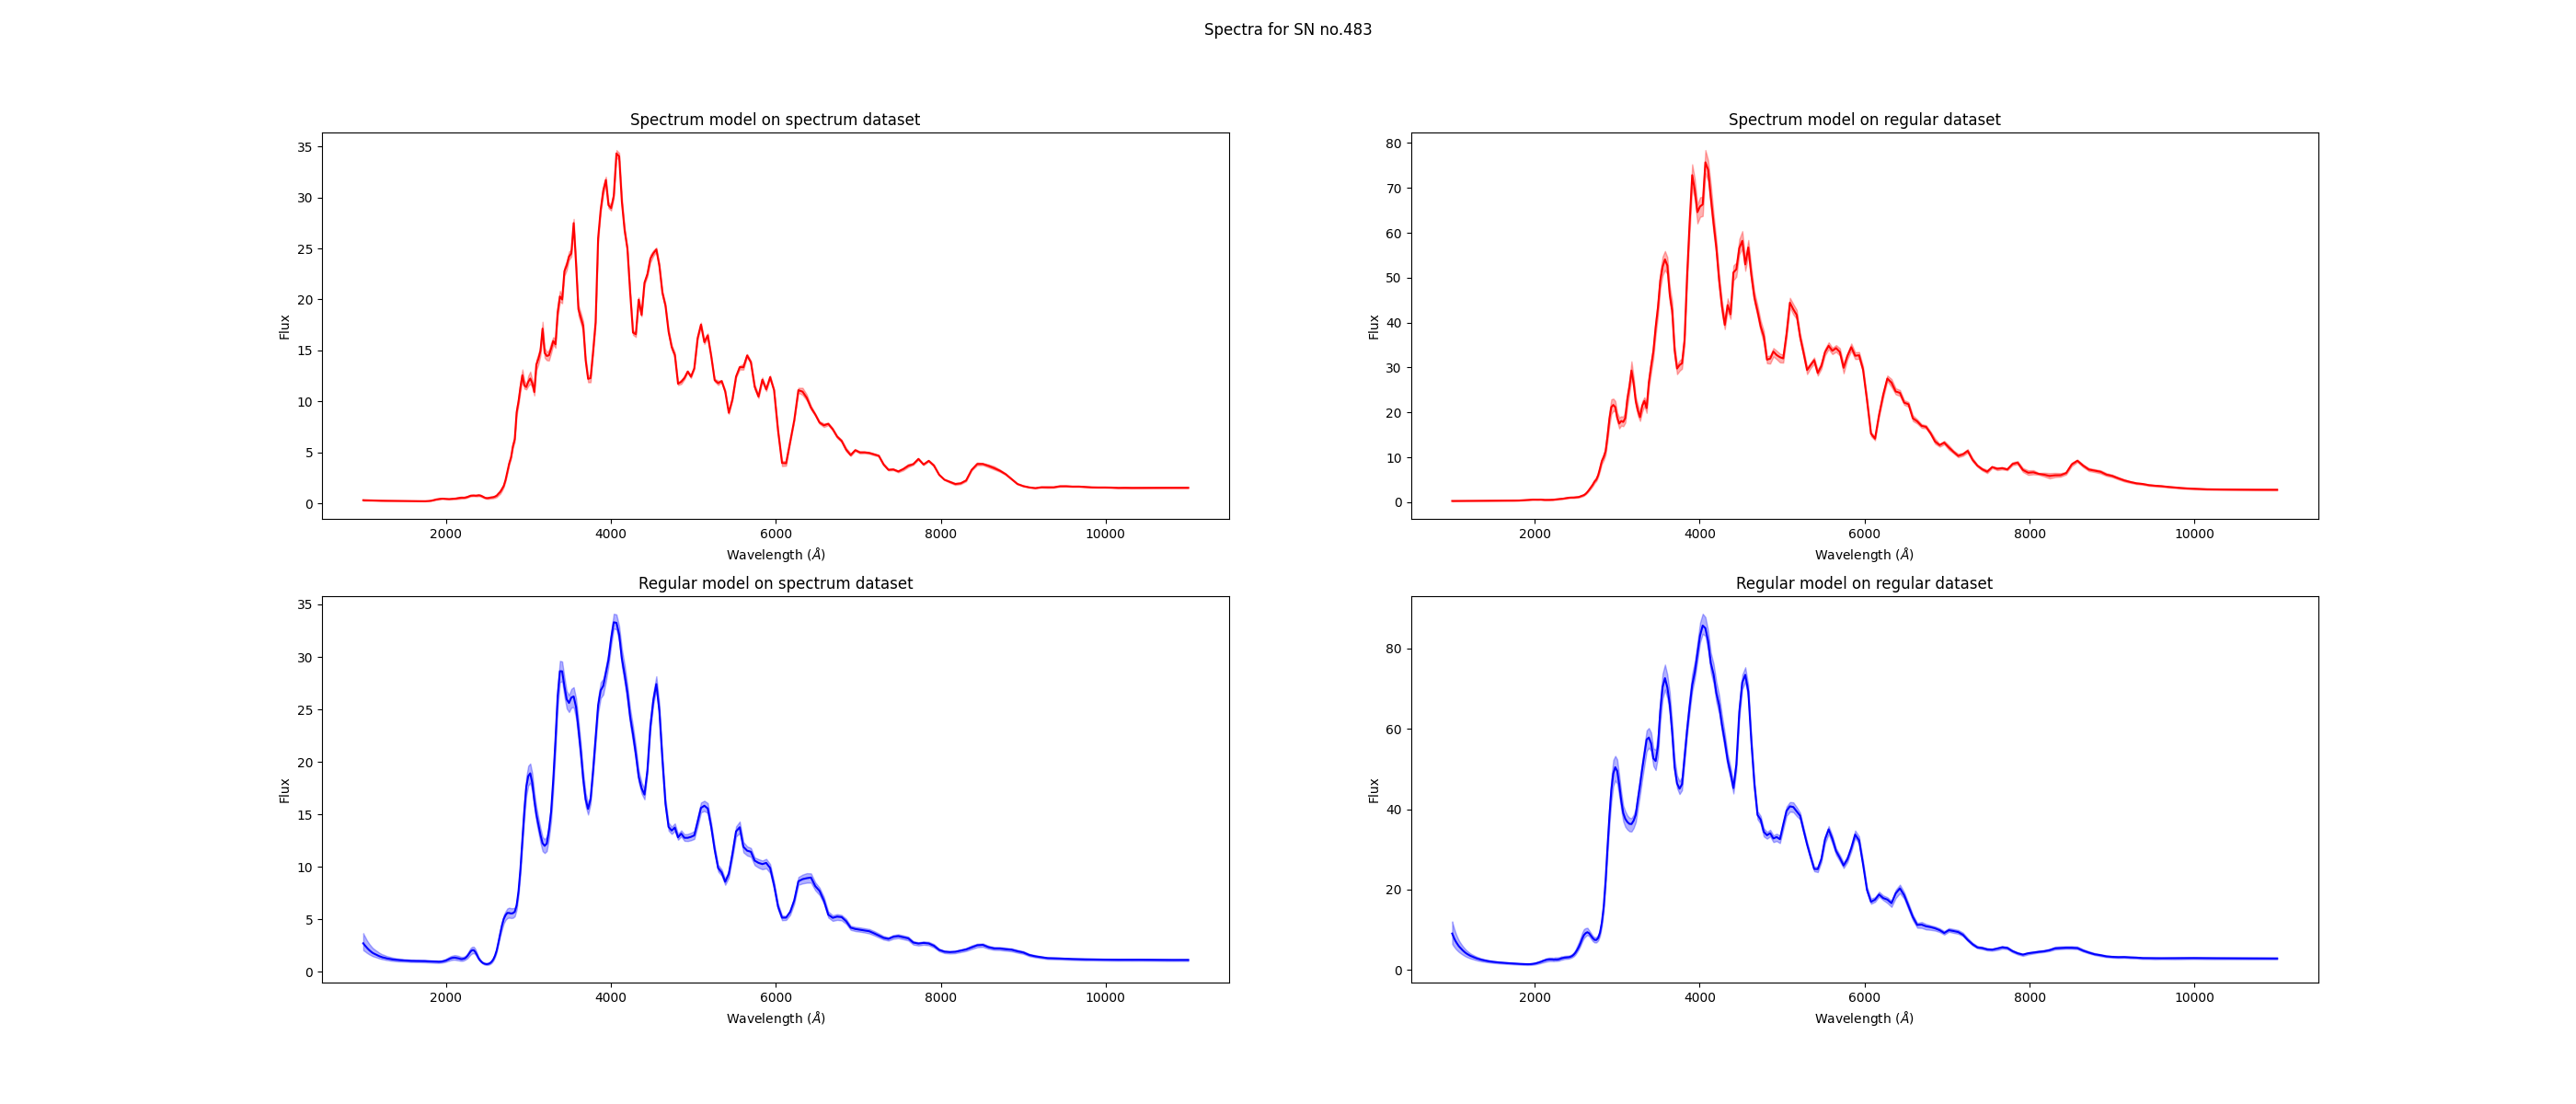 Spectra for SN no.483
Spectrum model on spectrum dataset
35
30
25
20
15
10
5
0
Flux
2000 4000 6000 8000 10000
Wavelength (Å)
Spectrum model on regular dataset
80
70
60
50
40
30
20
10
0
Flux
2000 4000 6000 8000 10000
Wavelength (Å)
Regular model on spectrum dataset
35
30
25
20
15
10
5
0
Flux
2000 4000 6000 8000 10000
Wavelength (Å)
Regular model on regular dataset
80
60
40
20
0
Flux
2000 4000 6000 8000 10000
Wavelength (Å)